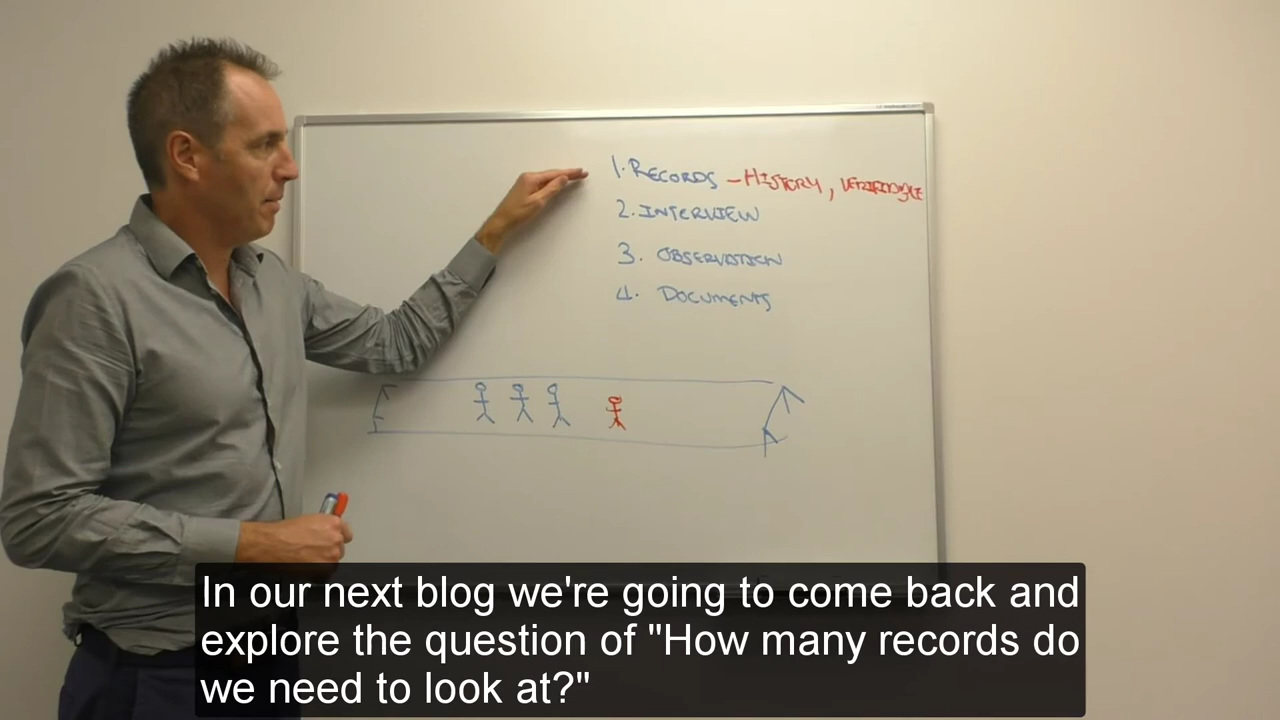 1. RECORDS - HISTORY, VERIFIABLE
2. INTERVIEW
3. OBSERVATION
4. DOCUMENTS
In our next blog we're going to come back and
explore the question of "How many records do
we need to look at?"